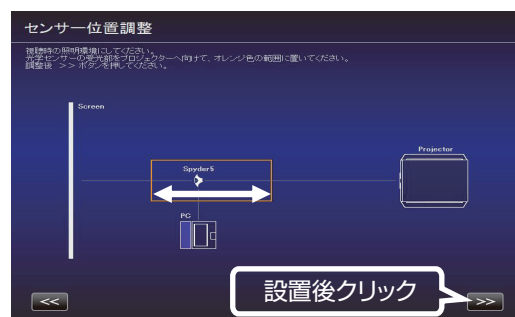 センサー位置調整
視聴時の照明環境にしてください。
光学センサーの受光部をプロジェクターへ向けて、オレンジ色の範囲に置いてください。
調整後 >> ボタンを押してください。
Screen
Projector
Spyder5
PC
設置後クリック
<<
>>